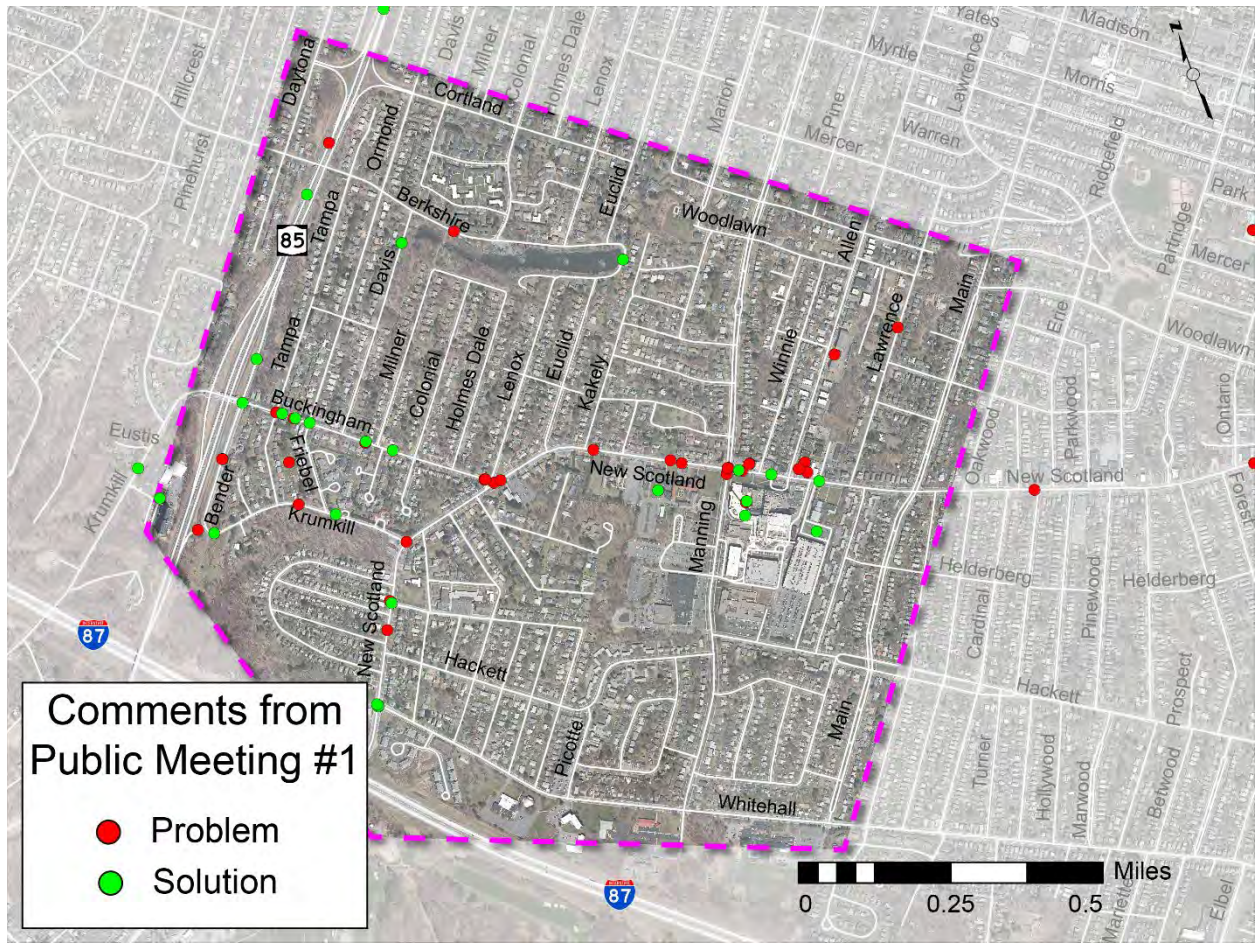 Yates
Madison
Hillcrest
Daytona
Davis
Milner
Colonial
Holmes Dale
Lenox
Marion
Myrtle
Lawrence
Morris
N
Pine
Mercer
Warren
Ridgefield
Park
Cortland
Pinehurst
Ormond
Berkshire
Euclid
Woodlawn
Allen
Partridge
Mercer
85
Tampa
Davis
Main
Lawrence
Erie
Woodlawn
Tampa
Milner
Colonial
Holmes Dale
Lenox
Euclid
Kakely
Winnie
Parkwood
Ontario
Buckingham
Eustis
Krumkill
Friebel
Bender
Krumkill
New Scotland
Manning
Oakwood
New Scotland
Forest
Helderberg
Helderberg
Cardinal
Pinewood
New Scotland
87
Hackett
Hackett
Prospect
Picotte
Main
Whitehall
Turner
Hollywood
Marwood
Betwood
Mariette
Elbel
Comments from
Public Meeting #1
Problem
Solution
87
Miles
0
0.25
0.5